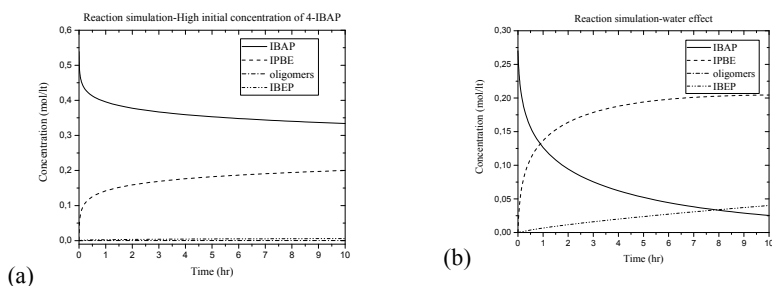 Reaction simulation-High initial concentration of 4-IBAP
0,6
0,5
0,4
0,3
0,2
0,1
0,0
Concentration (mol/lt)
IBAP
IPBE
oligomers
IBEP
0 1 2 3 4 5 6 7 8 9 10
Time (hr)
(a)
Reaction simulation-water effect
0,30
0,25
0,20
0,15
0,10
0,05
0,00
Concentration (mol/lt)
IBAP
IPBE
oligomers
IBEP
0 1 2 3 4 5 6 7 8 9 10
Time (hr)
(b)